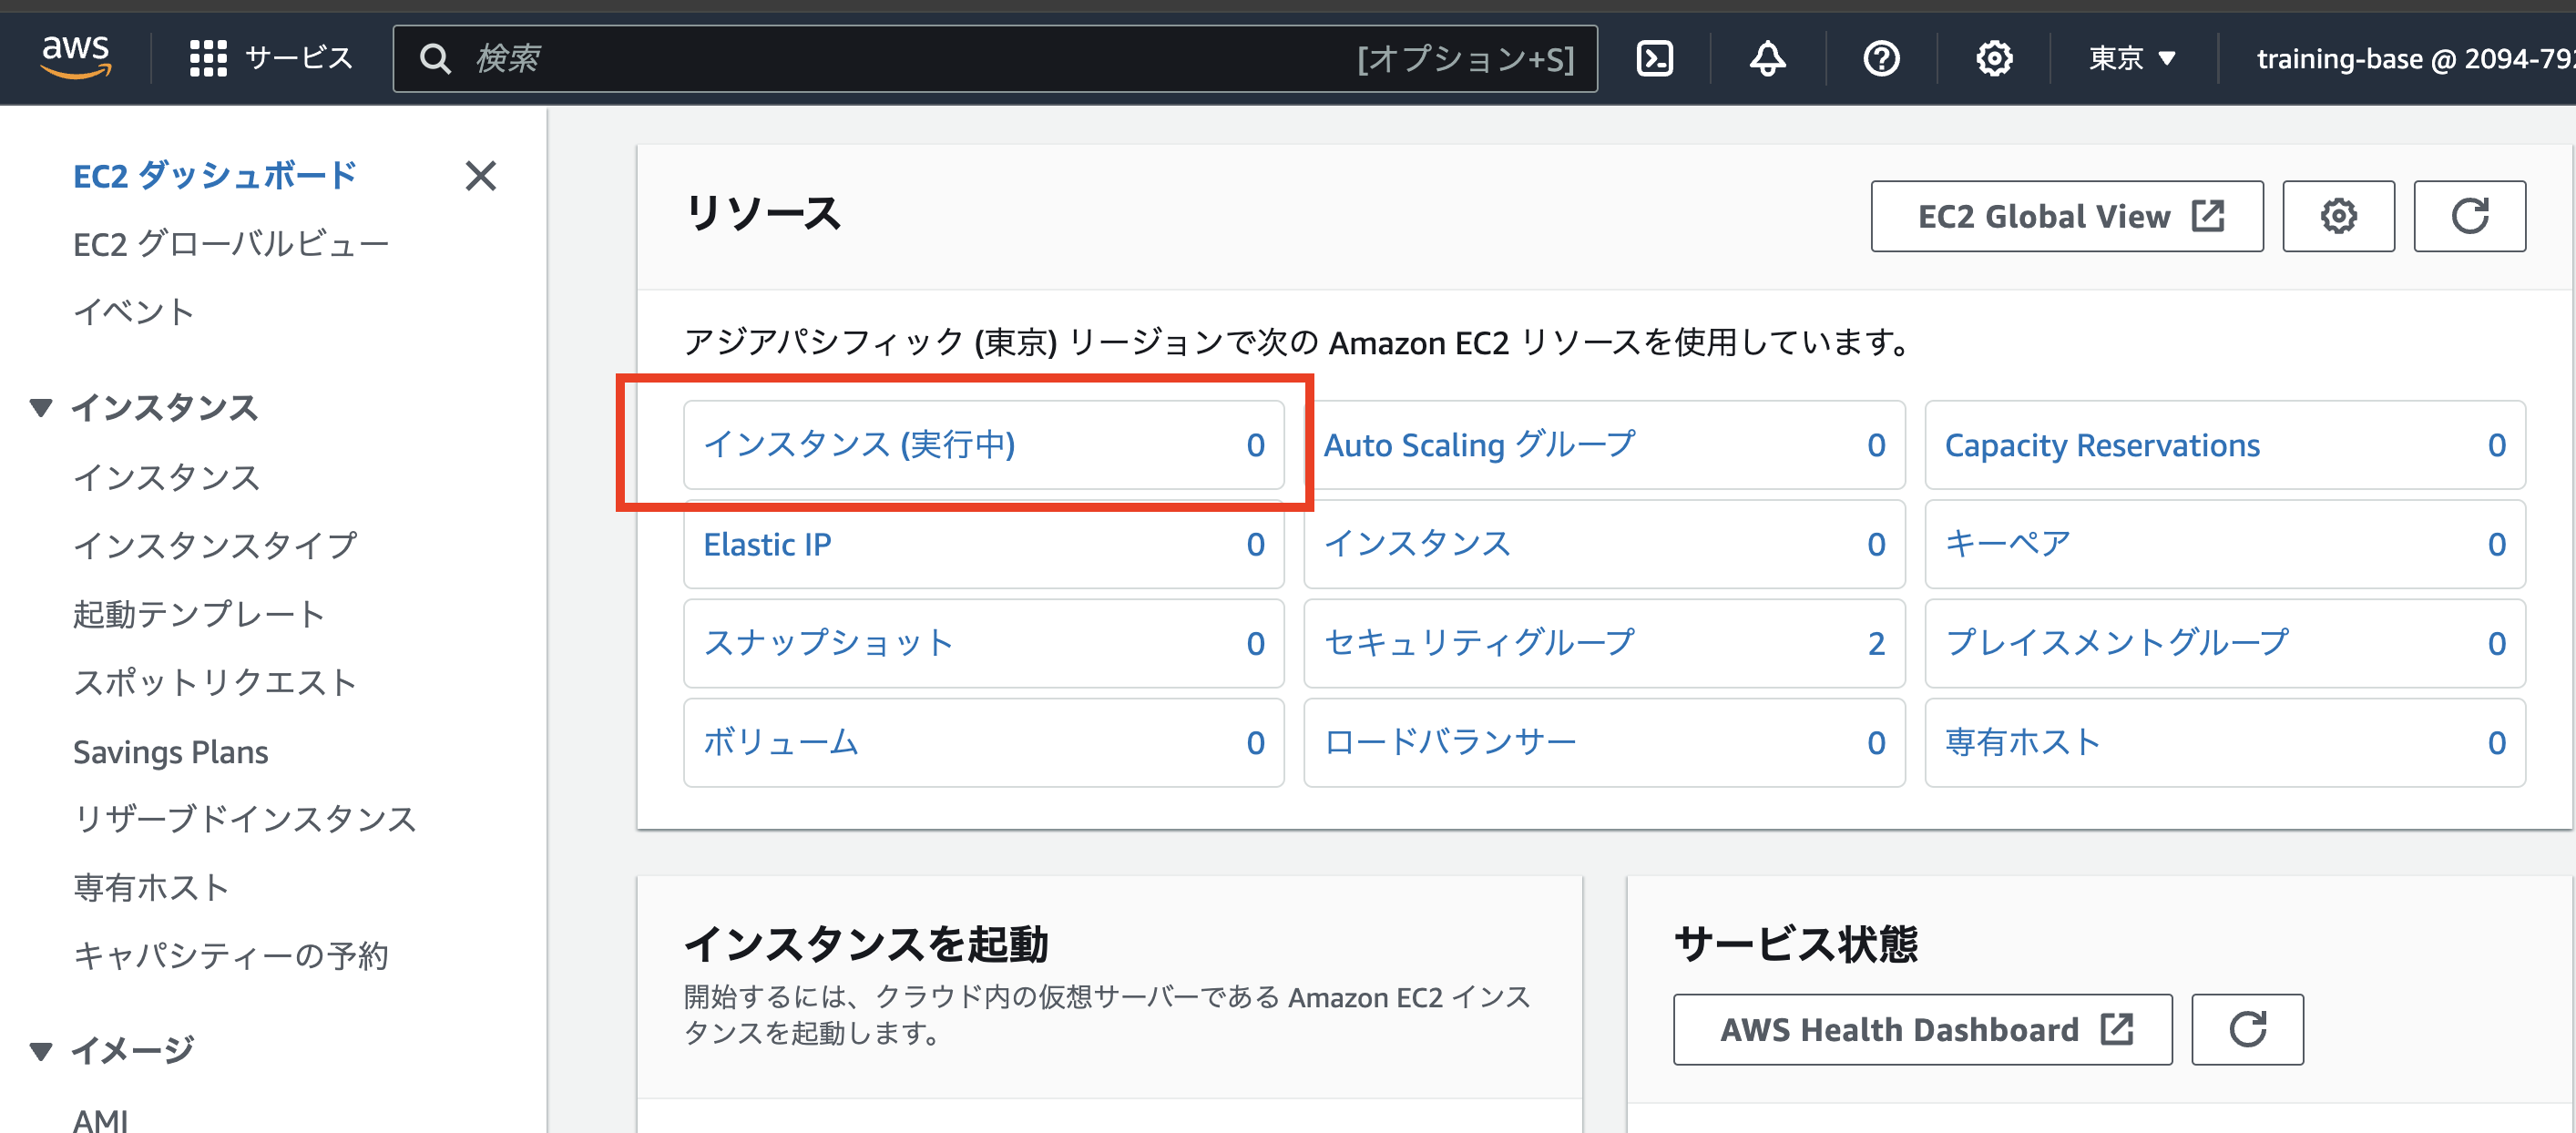 aws サービス 検索 [オプション+S] 東京 ▼ training-base @ 2094-79
EC2 ダッシュボード
EC2 グローバルビュー
イベント
▼ インスタンス
インスタンス
インスタンスタイプ
起動テンプレート
スポットリクエスト
Savings Plans
リザーブドインスタンス
専有ホスト
キャパシティーの予約
▼ イメージ
AMI
リソース
EC2 Global View
アジアパシフィック (東京) リージョンで次の Amazon EC2 リソースを使用しています。
インスタンス (実行中) 0 Auto Scaling グループ 0 Capacity Reservations 0
Elastic IP 0 インスタンス 0 キーペア 0
スナップショット 0 セキュリティグループ 2 プレイスメントグループ 0
ボリューム 0 ロードバランサー 0 専有ホスト 0
インスタンスを起動
開始するには、クラウド内の仮想サーバーである Amazon EC2 インス
タンスを起動します。
サービス状態
AWS Health Dashboard